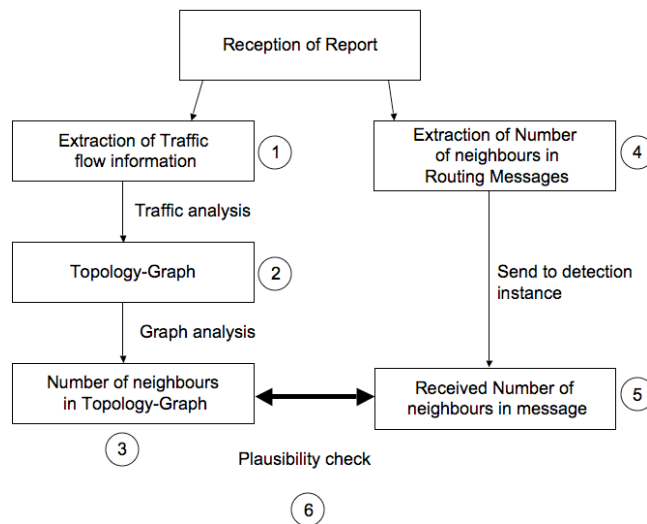 Reception of Report
Extraction of Traffic
flow information
1
Extraction of Number
of neighbours in
Routing Messages
4
Traffic analysis
Topology-Graph
2
Send to detection
instance
Graph analysis
Number of neighbours
in Topology-Graph
3
Received Number of
neighbours in message
5
Plausibility check
6